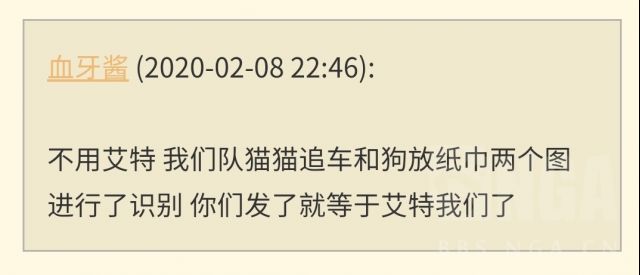 血牙酱 (2020-02-08 22:46):
不用艾特 我们队猫猫追车和狗放纸巾两个图
进行了识别 你们发了就等于艾特我们了
NGA
BBS.NGA.CN